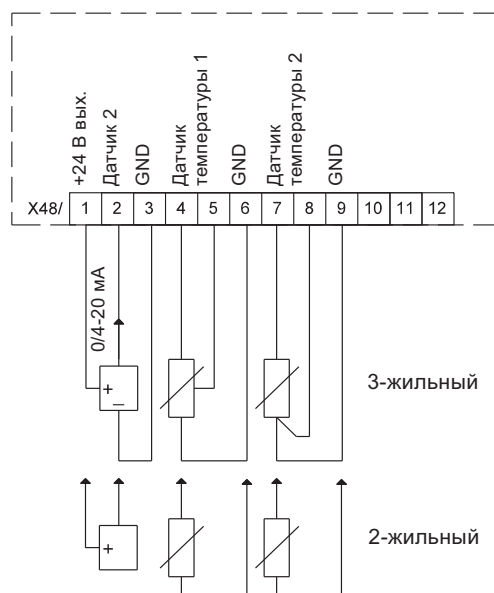 +24 В вых.
Датчик 2
GND
Датчик
температуры 1
GND
Датчик
температуры 2
GND
X48/ 1 2 3 4 5 6 7 8 9 10 11 12
0/4-20 мА
+
–
3-жильный
+
2-жильный